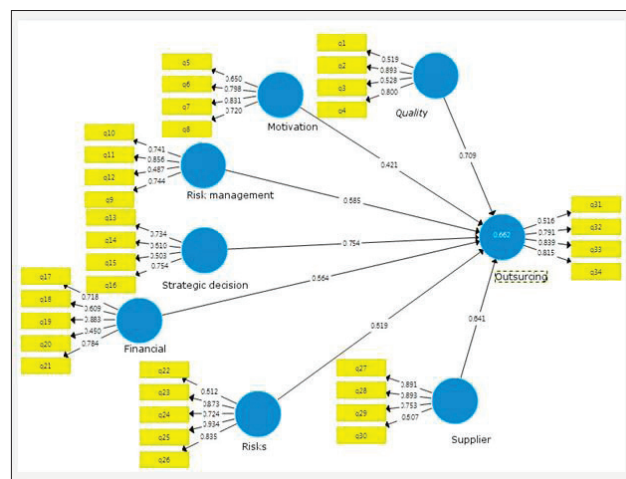 q1
q2
q3
q4
0.519
0.893
0.528
0.800
Quality
q5
q6
q7
q8
0.650
0.798
0.831
0.720
Motivation
q10
q11
q12
q9
0.741
0.856
0.487
0.744
Risk management
q13
q14
q15
q16
0.734
0.610
0.503
0.754
Strategic decision
q17
q18
q19
q20
q21
0.718
0.609
0.883
0.450
0.784
Financial
q22
q23
q24
q25
q26
0.612
0.873
0.724
0.934
0.835
Risks
q27
q28
q29
q30
0.891
0.893
0.753
0.607
Supplier
0.709
0.421
0.685
0.754
0.664
0.619
0.641
0.662
Outsurcing
q31
q32
q33
q34
0.516
0.791
0.839
0.815